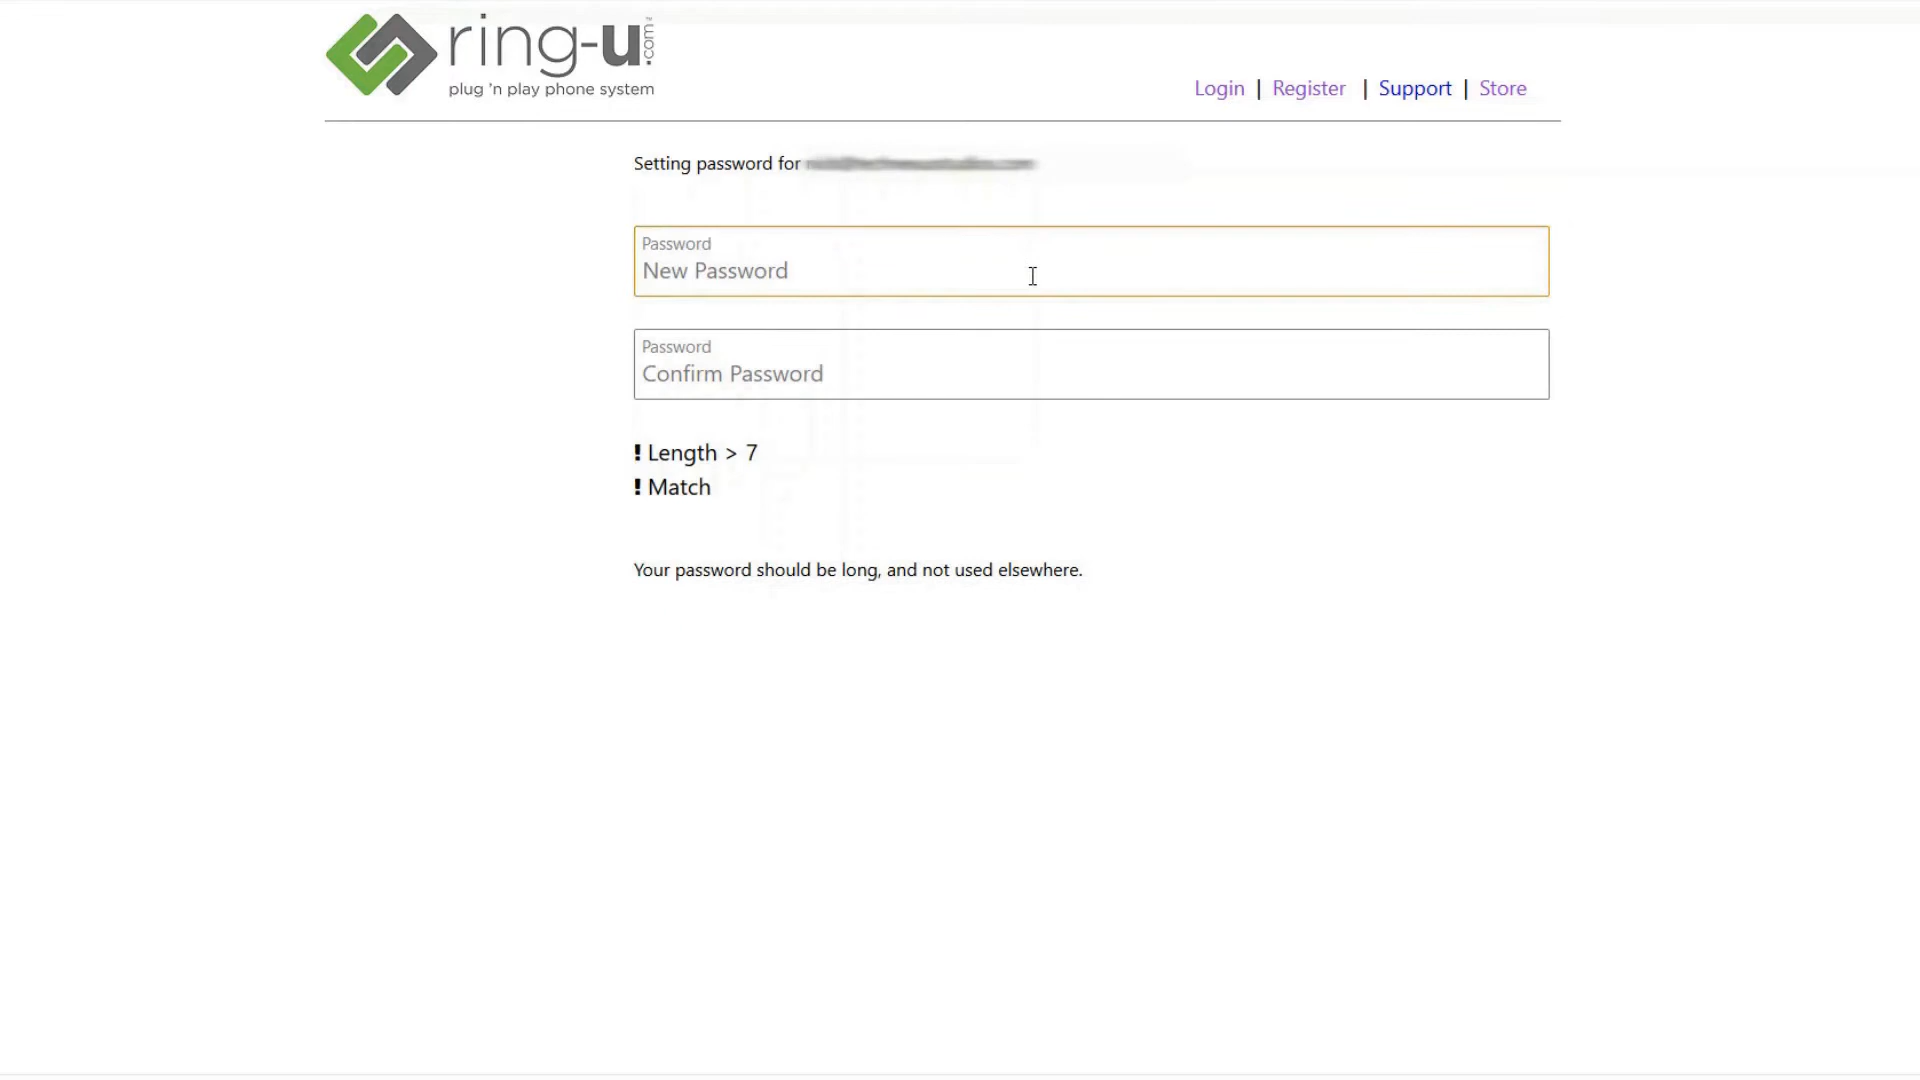 ring-u.com™
plug 'n play phone system
Login | Register | Support | Store
Setting password for
Password
New Password
Password
Confirm Password
! Length > 7
! Match
Your password should be long, and not used elsewhere.